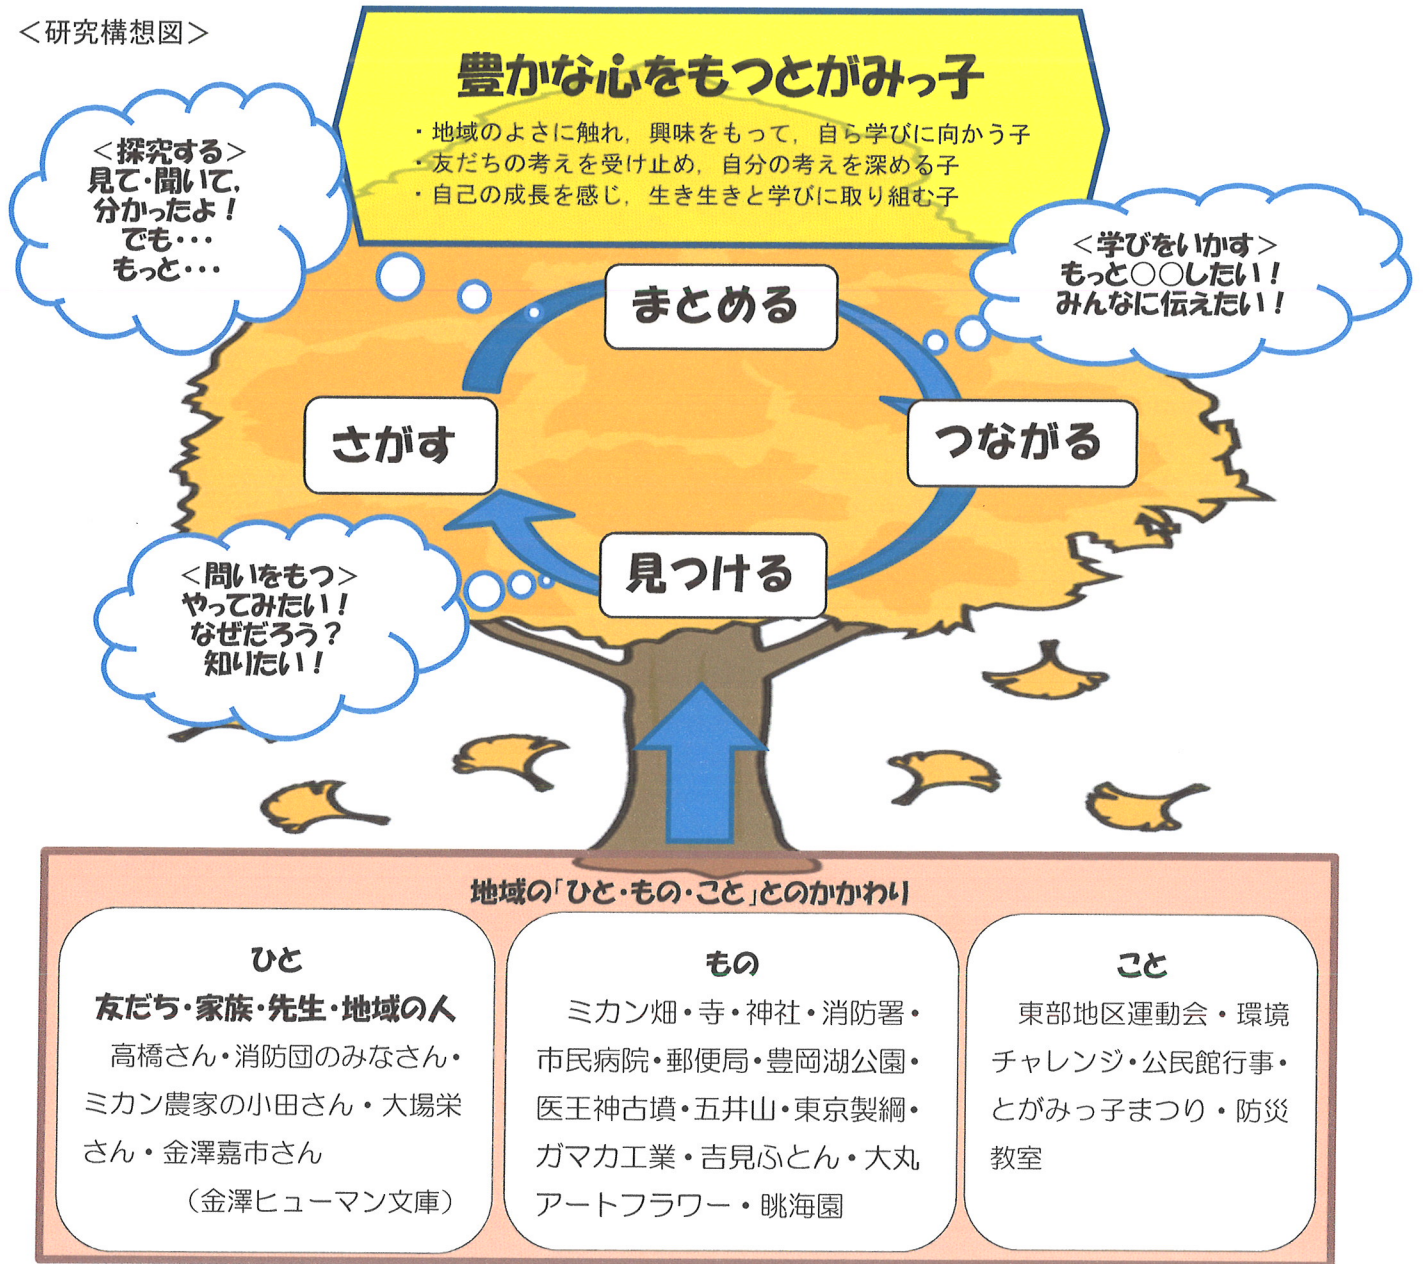 ＜研究構想図＞
豊かな心をもつとがみっ子
・地域のよさに触れ，興味をもって，自ら学びに向かう子
・友だちの考えを受け止め，自分の考えを深める子
・自己の成長を感じ，生き生きと学びに取り組む子
＜探究する＞
見て・聞いて，
分かったよ！
でも・・・
もっと・・・
＜学びをいかす＞
もっと○○したい！
みんなに伝えたい！
まとめる
さがす
つながる
見つける
＜問いをもつ＞
やってみたい！
なぜだろう？
知りたい！
地域の「ひと・もの・こと」とのかかわり
ひと
友だち・家族・先生・地域の人
高橋さん・消防団のみなさん・
ミカン農家の小田さん・大場栄
さん・金澤嘉市さん
（金澤ヒューマン文庫）
もの
ミカン畑・寺・神社・消防署・
市民病院・郵便局・豊岡湖公園・
医王神古墳・五井山・東京製綱・
ガマカ工業・吉見ふとん・大丸
アートフラワー・眺海園
こと
東部地区運動会・環境
チャレンジ・公民館行事・
とがみっ子まつり・防災
教室